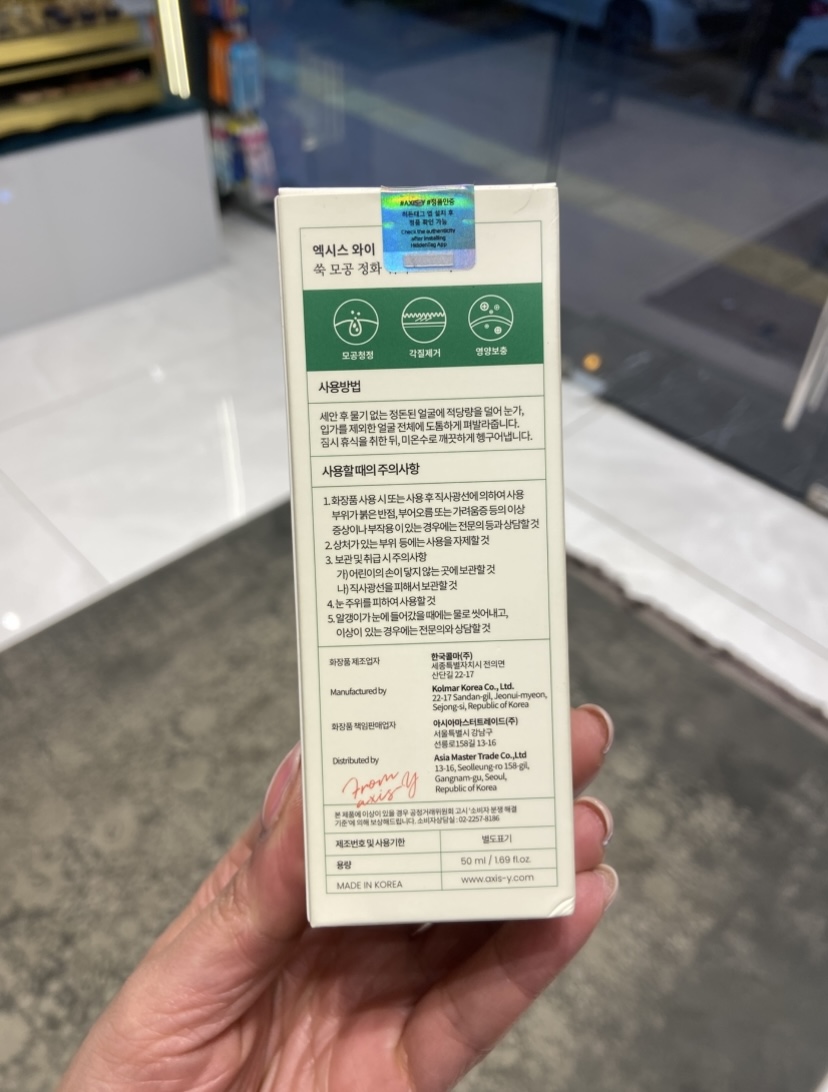 #AXIS-Y #정품인증
히든태그 앱 설치 후
정품 확인 가능
Check the authenticity
after installing
HiddenTag App
엑시스 와이
쑥 모공 정화
모공청정
각질제거
영양보충
사용방법
세안 후 물기 없는 정돈된 얼굴에 적당량을 덜어 눈가,
입가를 제외한 얼굴 전체에 도톰하게 펴발라줍니다.
잠시 휴식을 취한 뒤, 미온수로 깨끗하게 헹구어냅니다.
사용할 때의 주의사항
1. 화장품 사용 시 또는 사용 후 직사광선에 의하여 사용
부위가 붉은 반점, 부어오름 또는 가려움증 등의 이상
증상이나 부작용이 있는 경우에는 전문의 등과 상담할 것
2. 상처가 있는 부위 등에는 사용을 자제할 것
3. 보관 및 취급 시 주의사항
가) 어린이의 손이 닿지 않는 곳에 보관할 것
나) 직사광선을 피해서 보관할 것
4. 눈 주위를 피하여 사용할 것
5. 알갱이가 눈에 들어갔을 때에는 물로 씻어내고,
이상이 있는 경우에는 전문의와 상담할 것
화장품 제조업자 한국콜마(주)
세종특별자치시 전의면
산단길 22-17
Manufactured by Kolmar Korea Co., Ltd.
22-17 Sandan-gil, Jeonui-myeon,
Sejong-si, Republic of Korea
화장품 책임판매업자 아시아마스터트레이드(주)
서울특별시 강남구
선릉로158길 13-16
Distributed by Asia Master Trade Co.,Ltd
13-16, Seolleung-ro 158-gil,
Gangnam-gu, Seoul,
Republic of Korea
From
axis-Y
본 제품에 이상이 있을 경우 공정거래위원회 고시 '소비자 분쟁 해결
기준'에 의해 보상해드립니다. 소비자상담실 : 02-2257-8186
제조번호 및 사용기한 별도표기
용량 50 ml / 1.69 fl.oz.
MADE IN KOREA www.axis-y.com